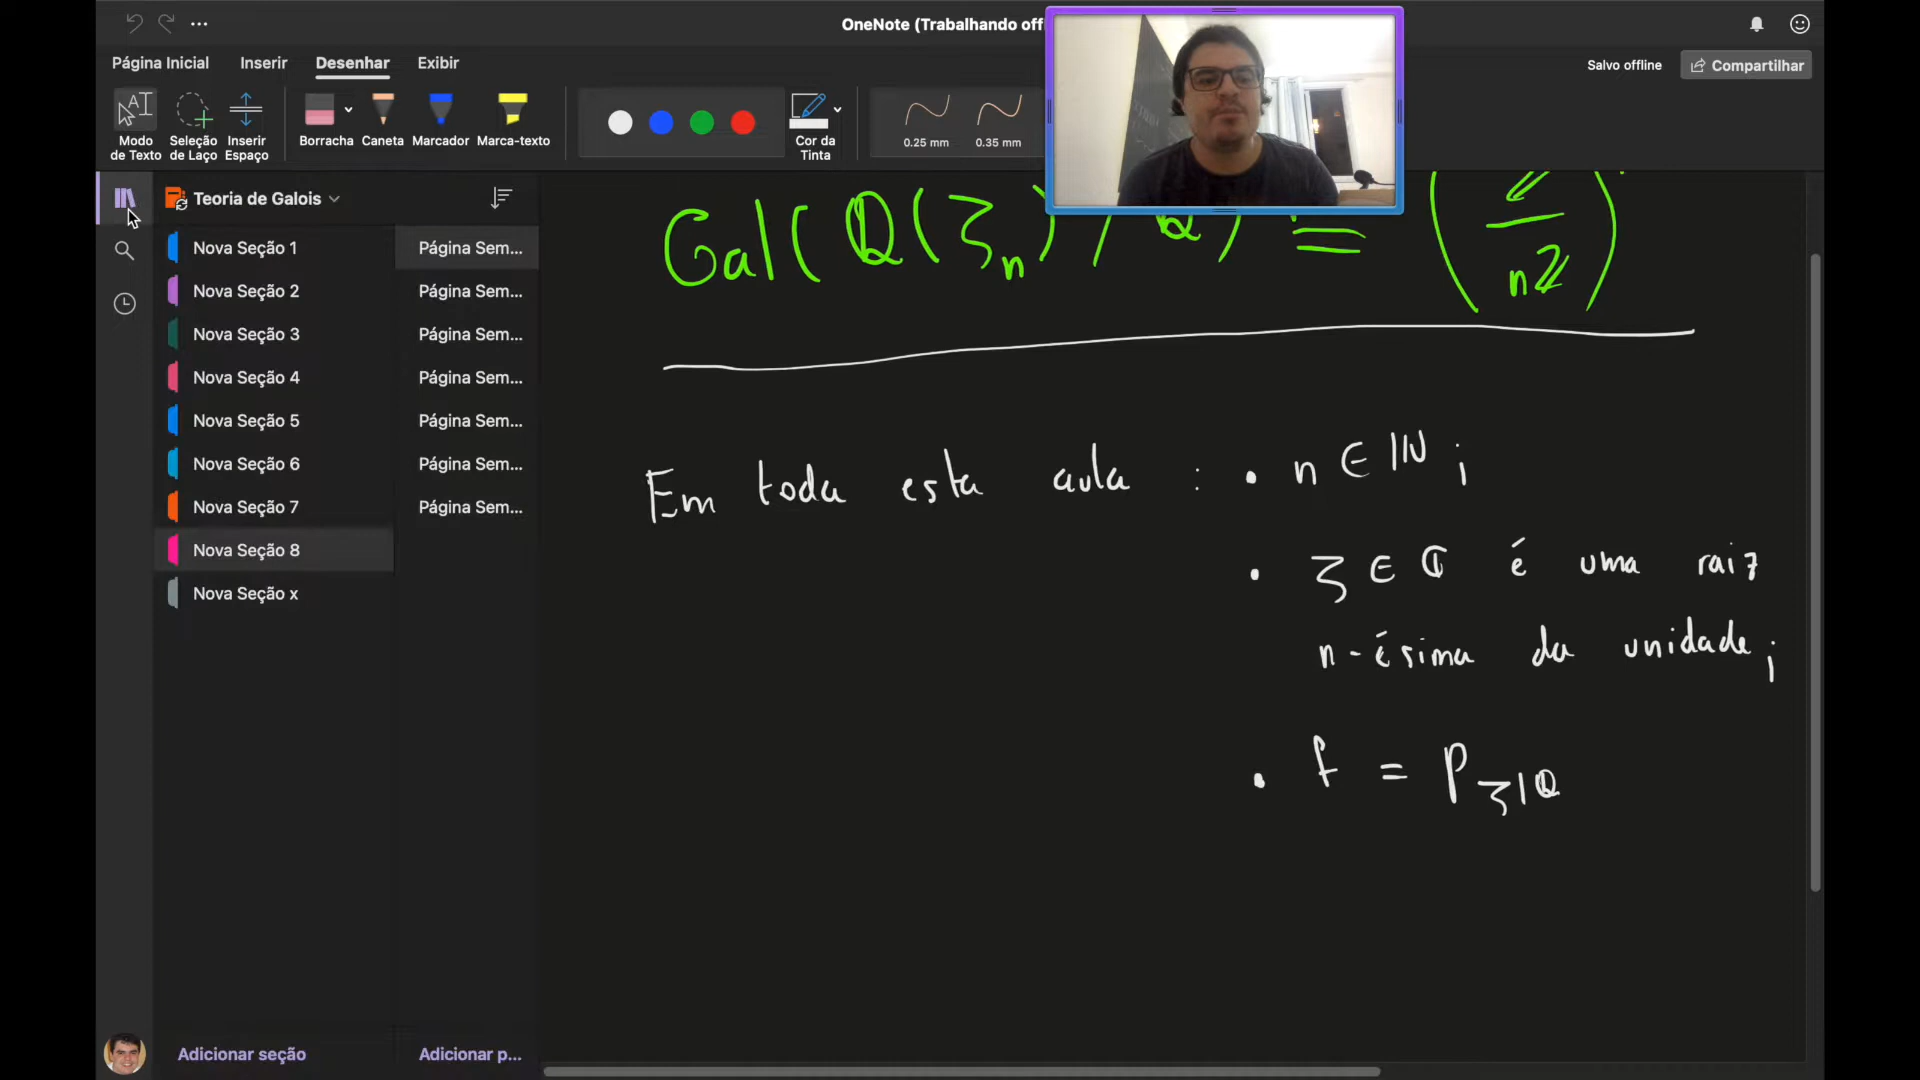 OneNote (Trabalhando off
Página Inicial
Inserir
Desenhar
Exibir
Salvo offline
Compartilhar
Modo de Texto
Seleção de Laço
Inserir Espaço
Borracha
Caneta
Marcador
Marca-texto
Cor da Tinta
0.25 mm
0.35 mm
Teoria de Galois
Nova Seção 1
Nova Seção 2
Nova Seção 3
Nova Seção 4
Nova Seção 5
Nova Seção 6
Nova Seção 7
Nova Seção 8
Nova Seção x
Página Sem...
Página Sem...
Página Sem...
Página Sem...
Página Sem...
Página Sem...
Página Sem...
Adicionar seção
Adicionar p...
Gal(ℚ(ζ_n)/ℚ) ≅ (ℤ/nℤ)
Em toda esta aula : • n ∈ ℕ ;
• ζ ∈ ℂ é uma raiz
n-ésima da unidade ;
• f = P_ζ|ℚ